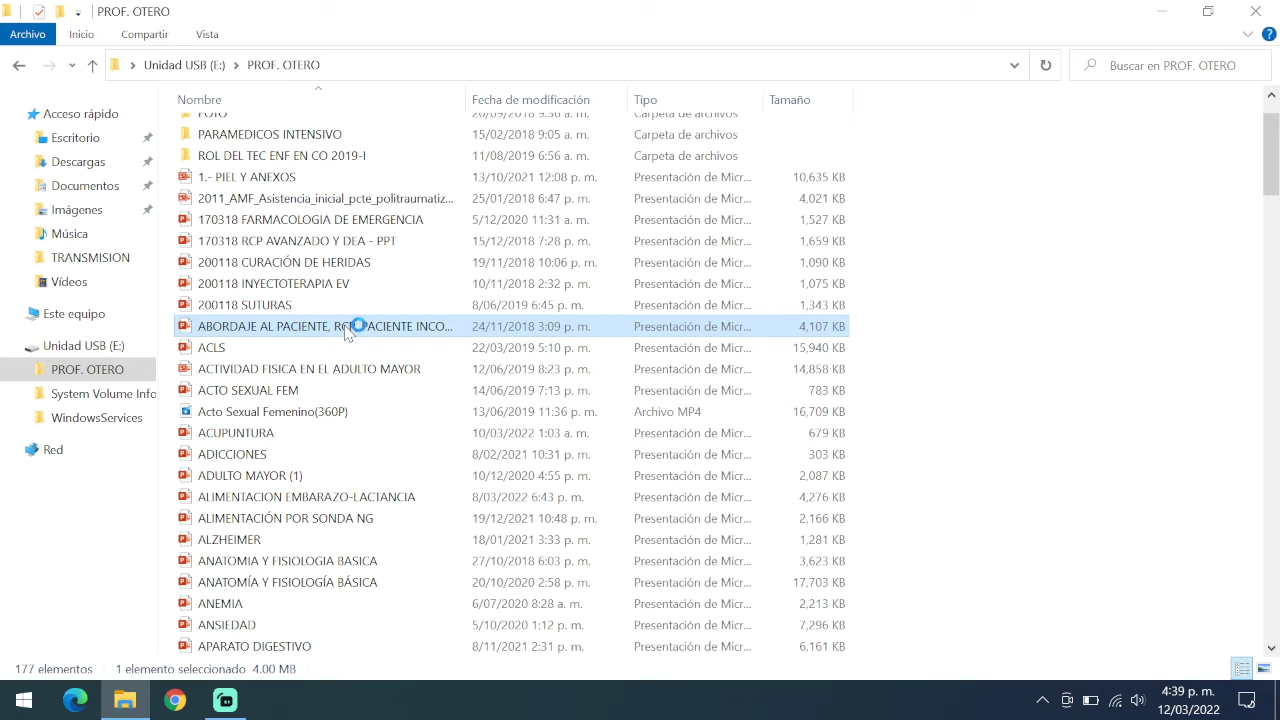 PROF. OTERO
Archivo Inicio Compartir Vista
Unidad USB (E:) PROF. OTERO
Buscar en PROF. OTERO
Nombre Fecha de modificación Tipo Tamaño
FOTO 20/09/2018 9:36 a. m. Carpeta de archivos
PARAMEDICOS INTENSIVO 15/02/2018 9:05 a. m. Carpeta de archivos
ROL DEL TEC ENF EN CO 2019-I 11/08/2019 6:56 a. m. Carpeta de archivos
1.- PIEL Y ANEXOS 13/10/2021 12:08 p. m. Presentación de Micr... 10,635 KB
2011_AMF_Asistencia_inicial_pcte_politraumatiz... 25/01/2018 6:47 p. m. Presentación de Micr... 4,021 KB
170318 FARMACOLOGIA DE EMERGENCIA 5/12/2020 11:31 a. m. Presentación de Micr... 1,527 KB
170318 RCP AVANZADO Y DEA - PPT 15/12/2018 7:28 p. m. Presentación de Micr... 1,659 KB
200118 CURACIÓN DE HERIDAS 19/11/2018 10:06 p. m. Presentación de Micr... 1,090 KB
200118 INYECTOTERAPIA EV 10/11/2018 2:32 p. m. Presentación de Micr... 1,075 KB
200118 SUTURAS 8/06/2019 6:45 p. m. Presentación de Micr... 1,343 KB
ABORDAJE AL PACIENTE, RCP PACIENTE INCO... 24/11/2018 3:09 p. m. Presentación de Micr... 4,107 KB
ACLS 22/03/2019 5:10 p. m. Presentación de Micr... 15,940 KB
ACTIVIDAD FISICA EN EL ADULTO MAYOR 12/06/2019 8:23 p. m. Presentación de Micr... 14,858 KB
ACTO SEXUAL FEM 14/06/2019 7:13 p. m. Presentación de Micr... 783 KB
Acto Sexual Femenino(360P) 13/06/2019 11:36 p. m. Archivo MP4 16,709 KB
ACUPUNTURA 10/03/2022 1:03 a. m. Presentación de Micr... 679 KB
ADICCIONES 8/02/2021 10:31 p. m. Presentación de Micr... 303 KB
ADULTO MAYOR (1) 10/12/2020 4:55 p. m. Presentación de Micr... 2,087 KB
ALIMENTACION EMBARAZO-LACTANCIA 8/03/2022 6:43 p. m. Presentación de Micr... 4,276 KB
ALIMENTACIÓN POR SONDA NG 19/12/2021 10:48 p. m. Presentación de Micr... 2,166 KB
ALZHEIMER 18/01/2021 3:33 p. m. Presentación de Micr... 1,281 KB
ANATOMIA Y FISIOLOGIA BASICA 27/10/2018 6:03 p. m. Presentación de Micr... 3,623 KB
ANATOMÍA Y FISIOLOGÍA BÁSICA 20/10/2020 2:58 p. m. Presentación de Micr... 17,703 KB
ANEMIA 6/07/2020 8:28 a. m. Presentación de Micr... 2,213 KB
ANSIEDAD 5/10/2020 1:12 p. m. Presentación de Micr... 7,296 KB
APARATO DIGESTIVO 8/11/2021 2:31 p. m. Presentación de Micr... 6,161 KB
Acceso rápido
Escritorio
Descargas
Documentos
Imágenes
Música
TRANSMISION
Vídeos
Este equipo
Unidad USB (E:)
PROF. OTERO
System Volume Info
WindowsServices
Red
177 elementos 1 elemento seleccionado 4.00 MB
4:39 p. m.
12/03/2022